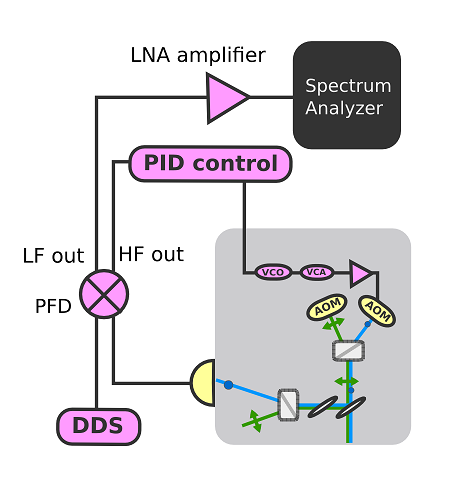 LNA amplifier
Spectrum
Analyzer
PID control
LF out
HF out
VCO
VCA
PFD
AOM
AOM
DDS